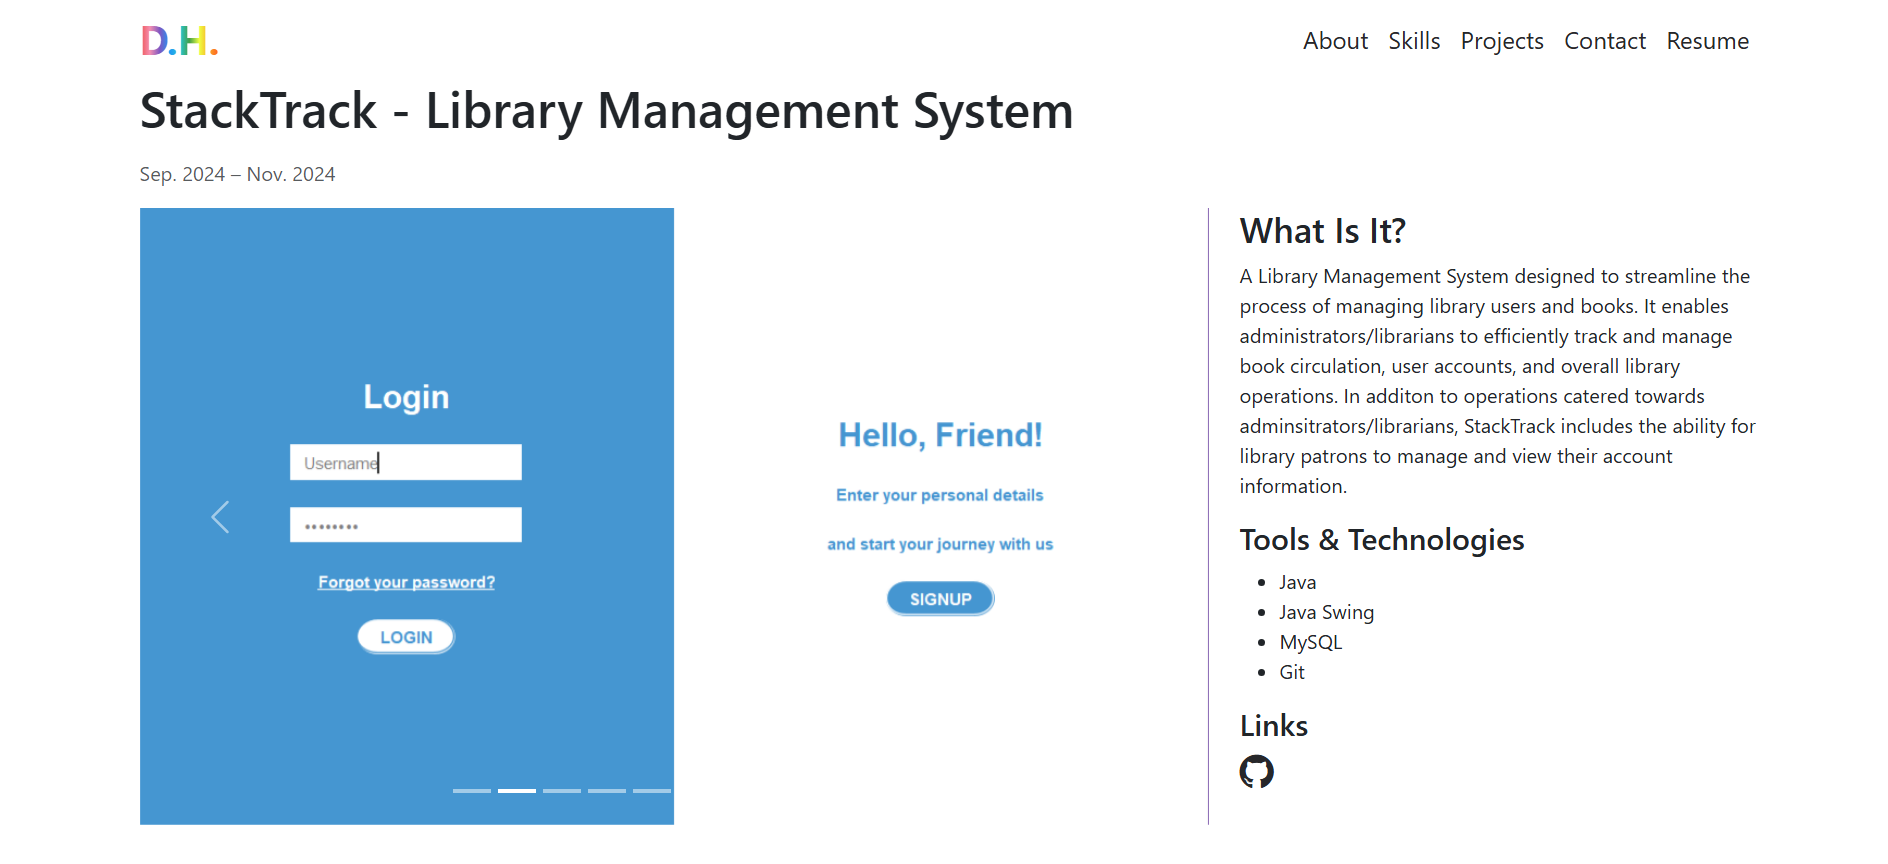 D.H.
About Skills Projects Contact Resume
StackTrack - Library Management System
Sep. 2024 – Nov. 2024
Login
Username
Forgot your password?
LOGIN
Hello, Friend!
Enter your personal details
and start your journey with us
SIGNUP
What Is It?
A Library Management System designed to streamline the
process of managing library users and books. It enables
administrators/librarians to efficiently track and manage
book circulation, user accounts, and overall library
operations. In additon to operations catered towards
adminsitrators/librarians, StackTrack includes the ability for
library patrons to manage and view their account
information.
Tools & Technologies
• Java
• Java Swing
• MySQL
• Git
Links